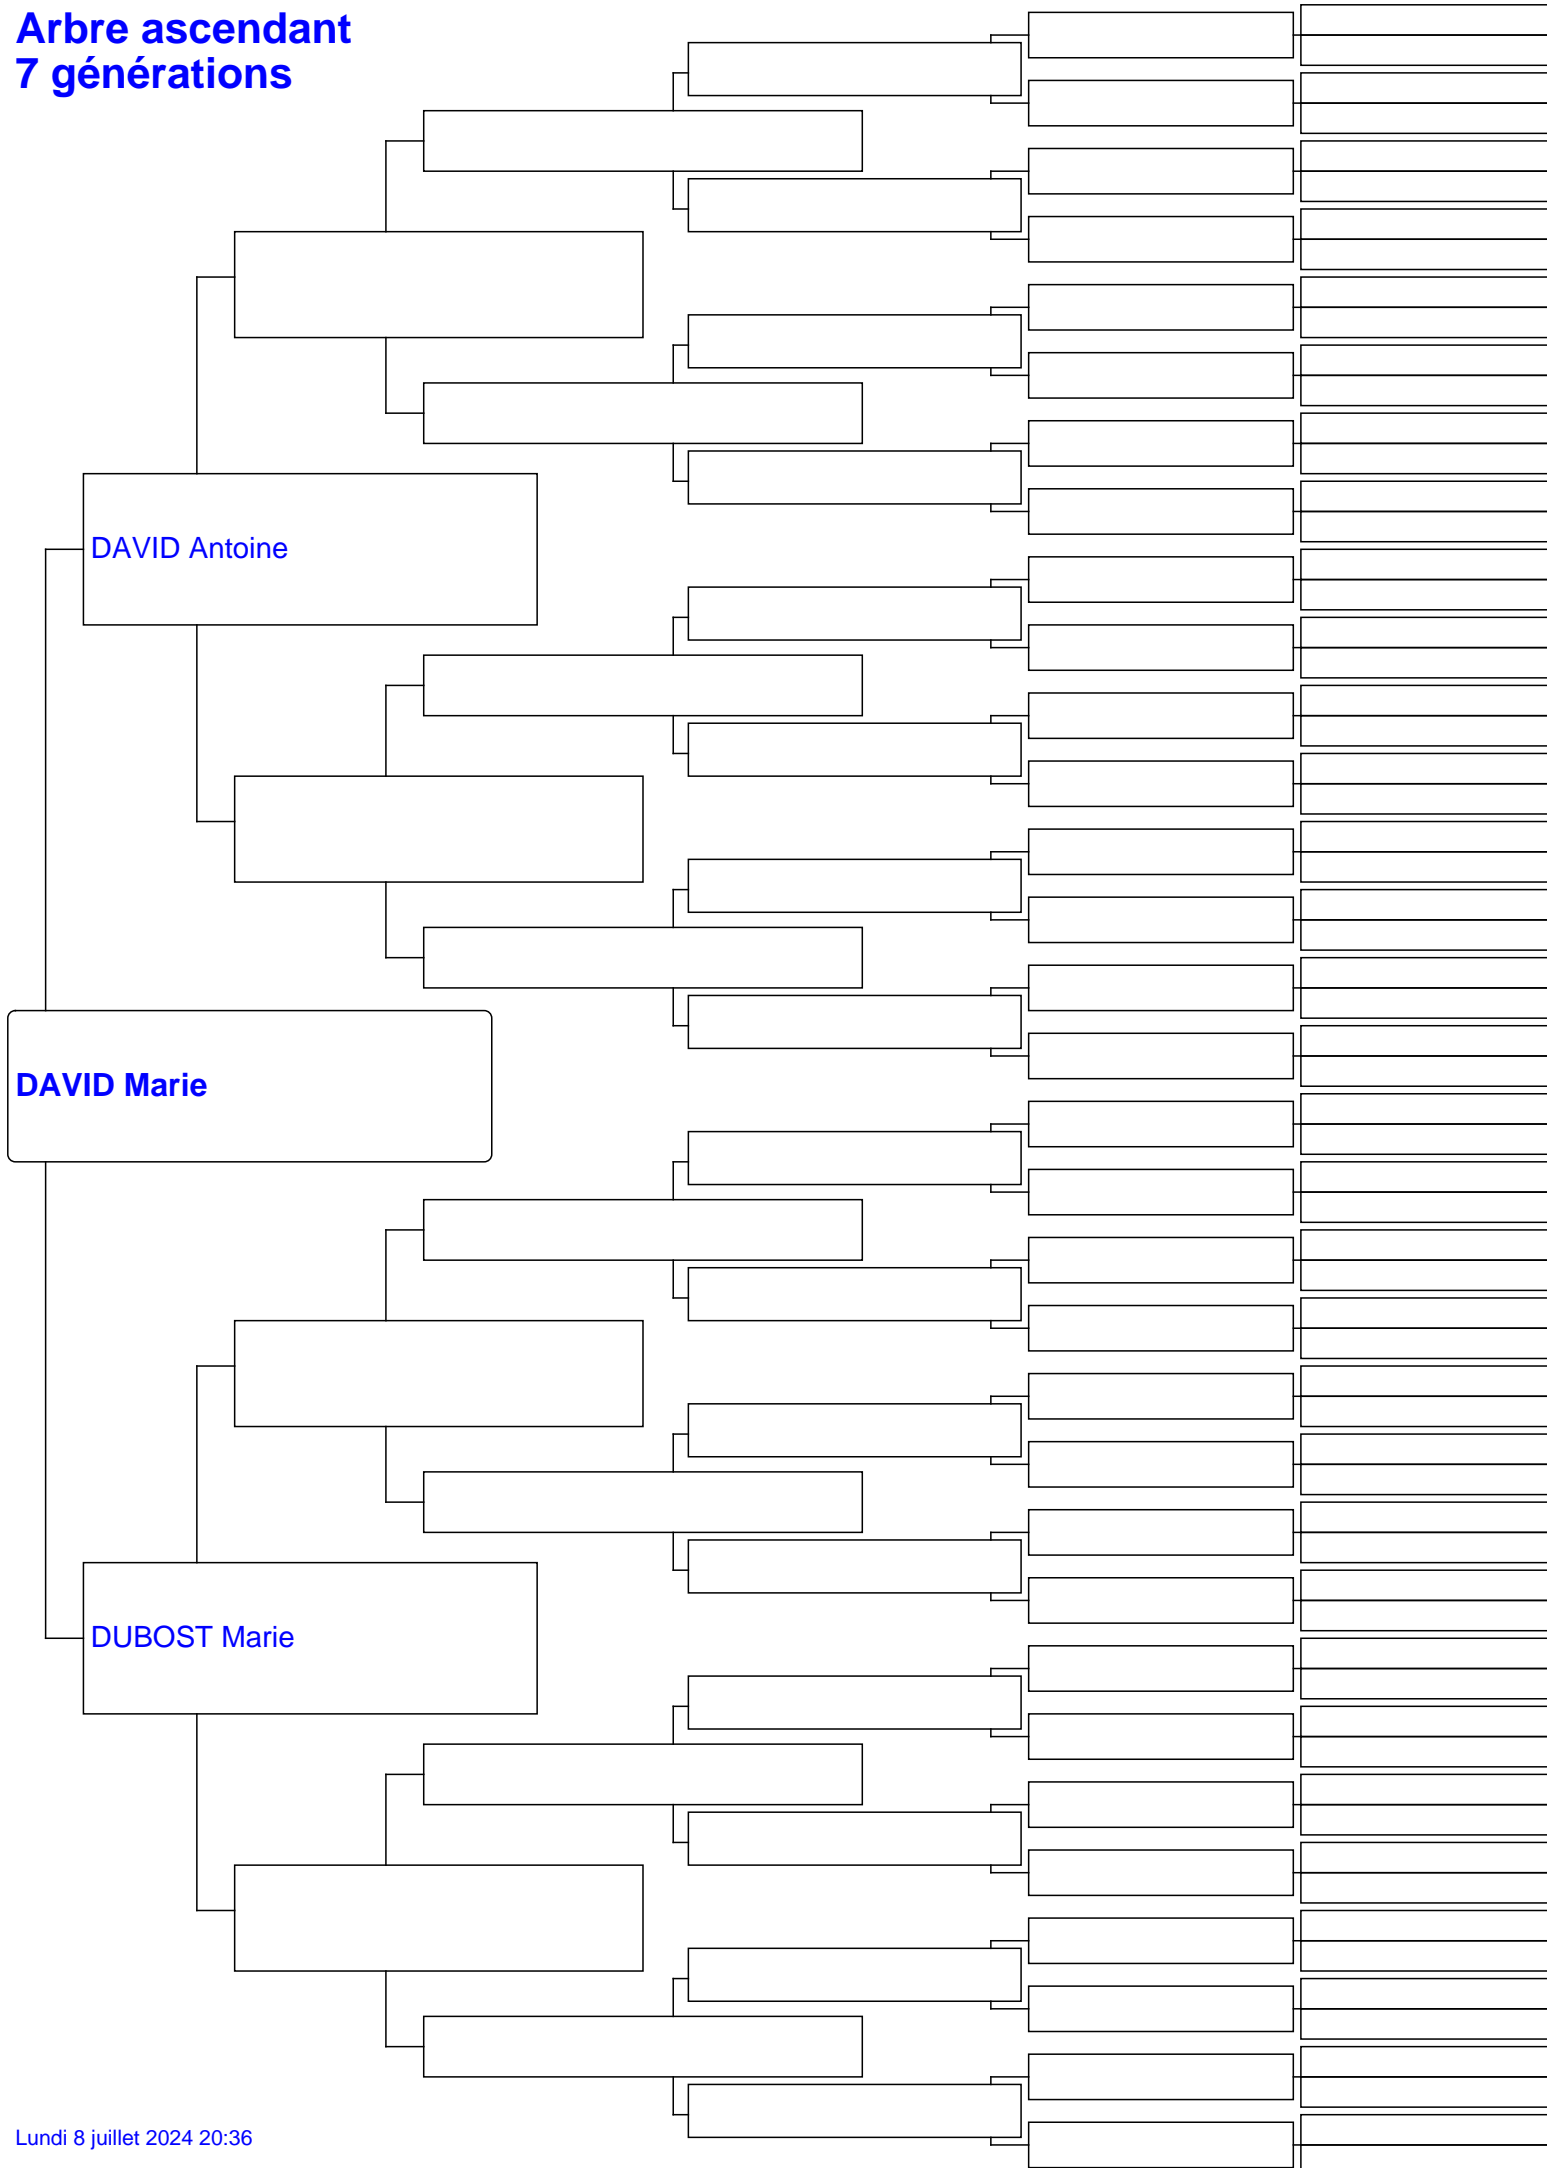 Arbre ascendant
7 générations
DAVID Antoine
DAVID Marie
DUBOST Marie
Lundi 8 juillet 2024 20:36